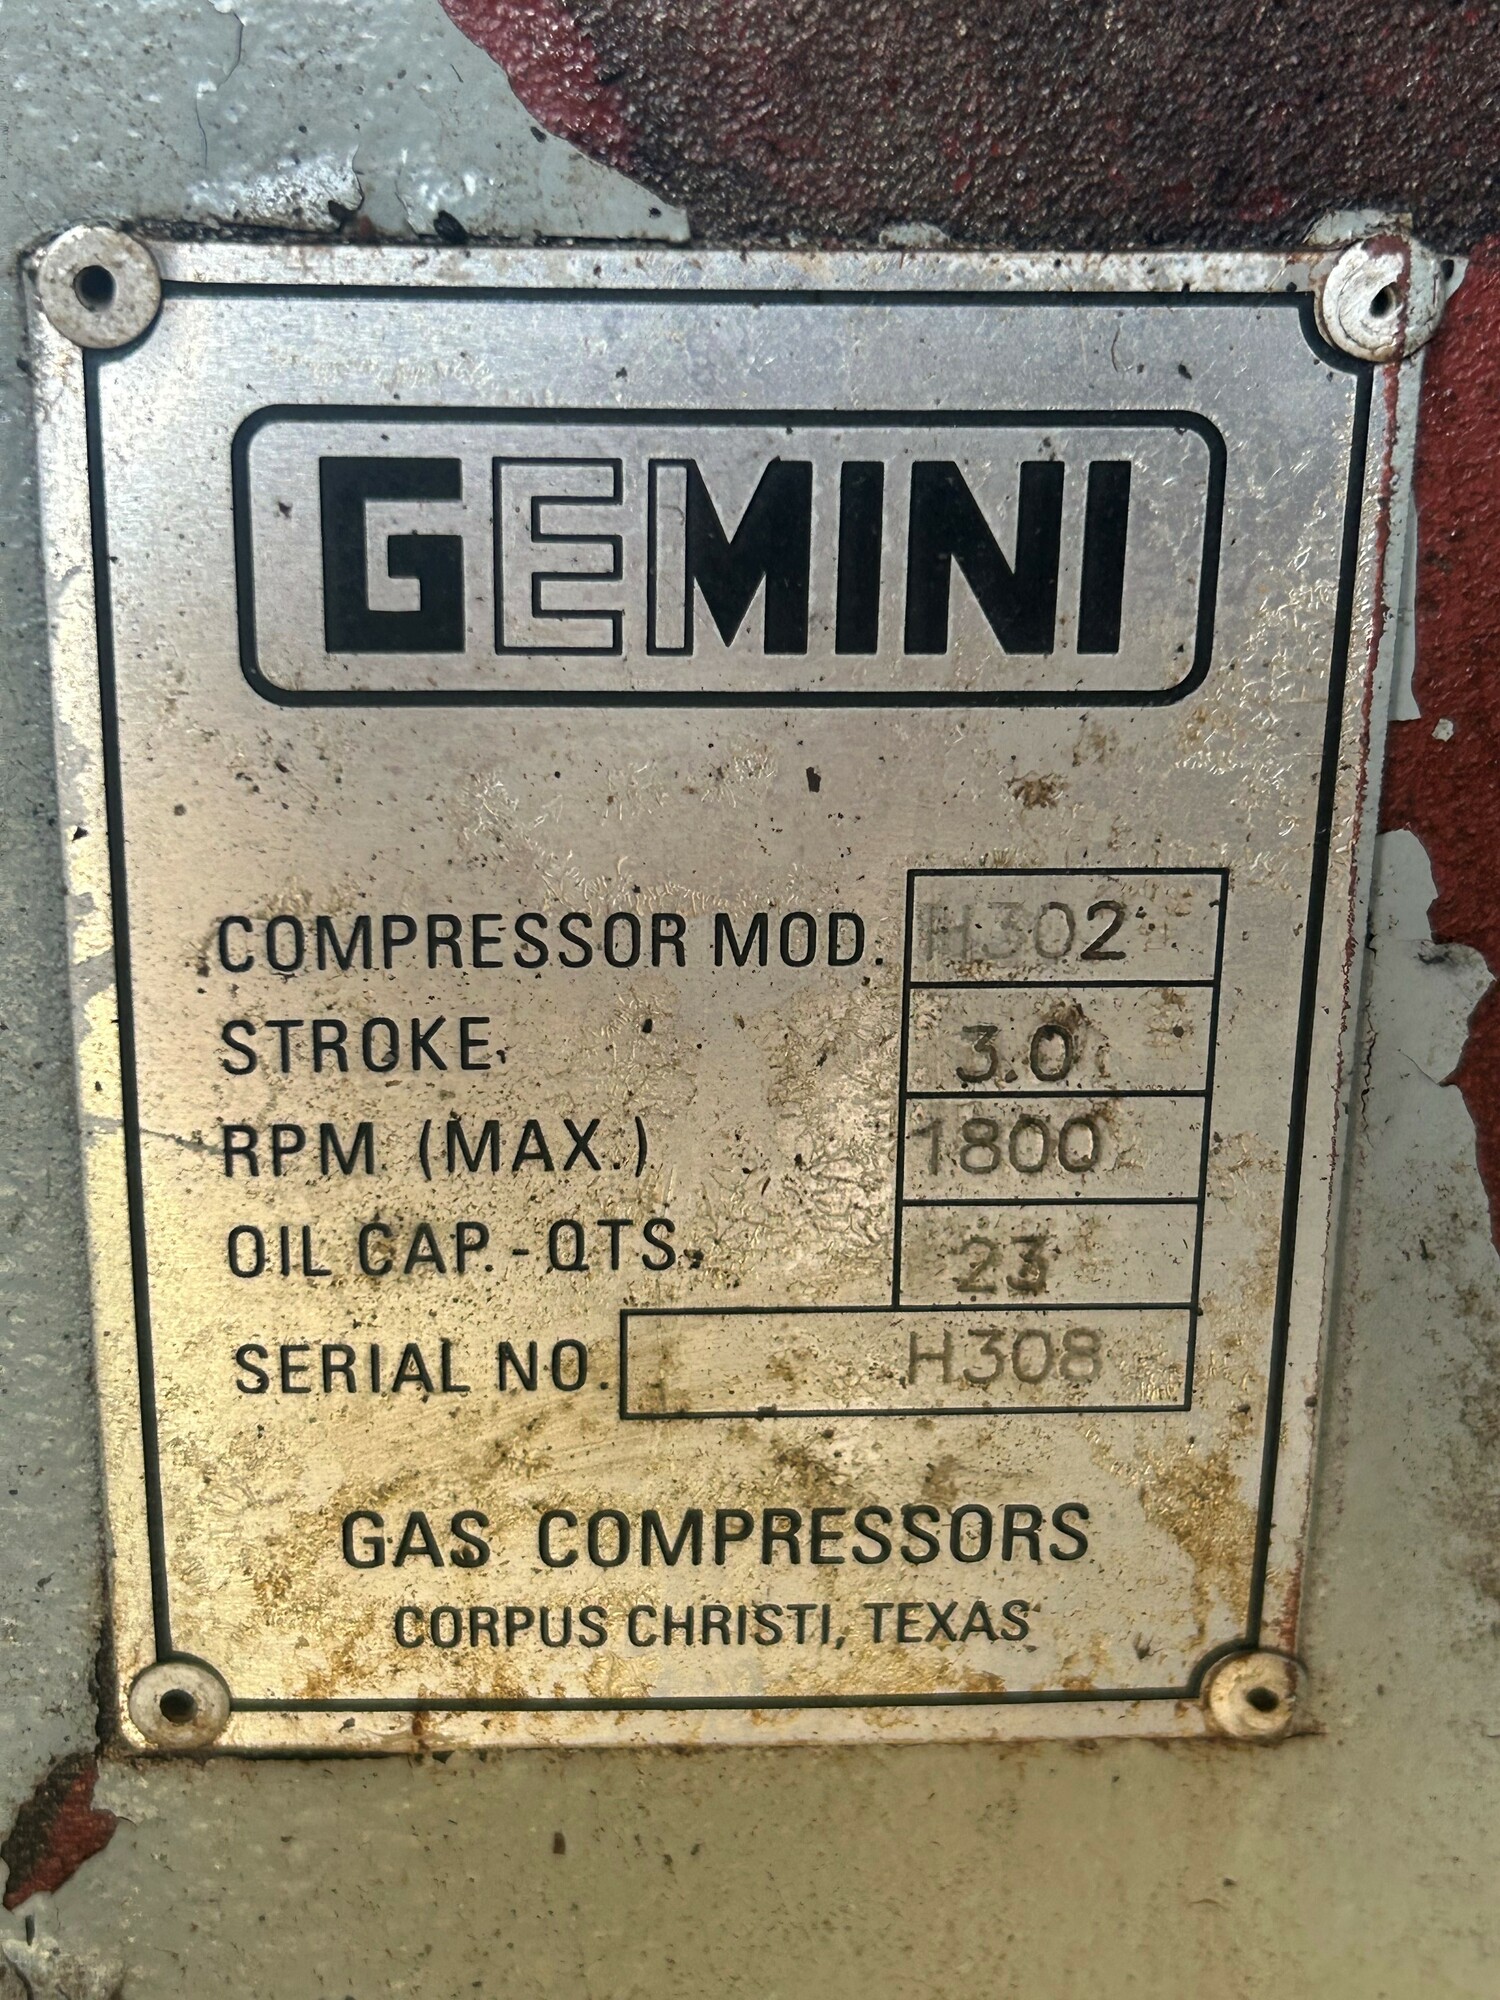 GEMINI
COMPRESSOR MOD. H302
STROKE 3.0
RPM (MAX.) 1800
OIL CAP.-QTS. 23
SERIAL NO. H308
GAS COMPRESSORS
CORPUS CHRISTI, TEXAS